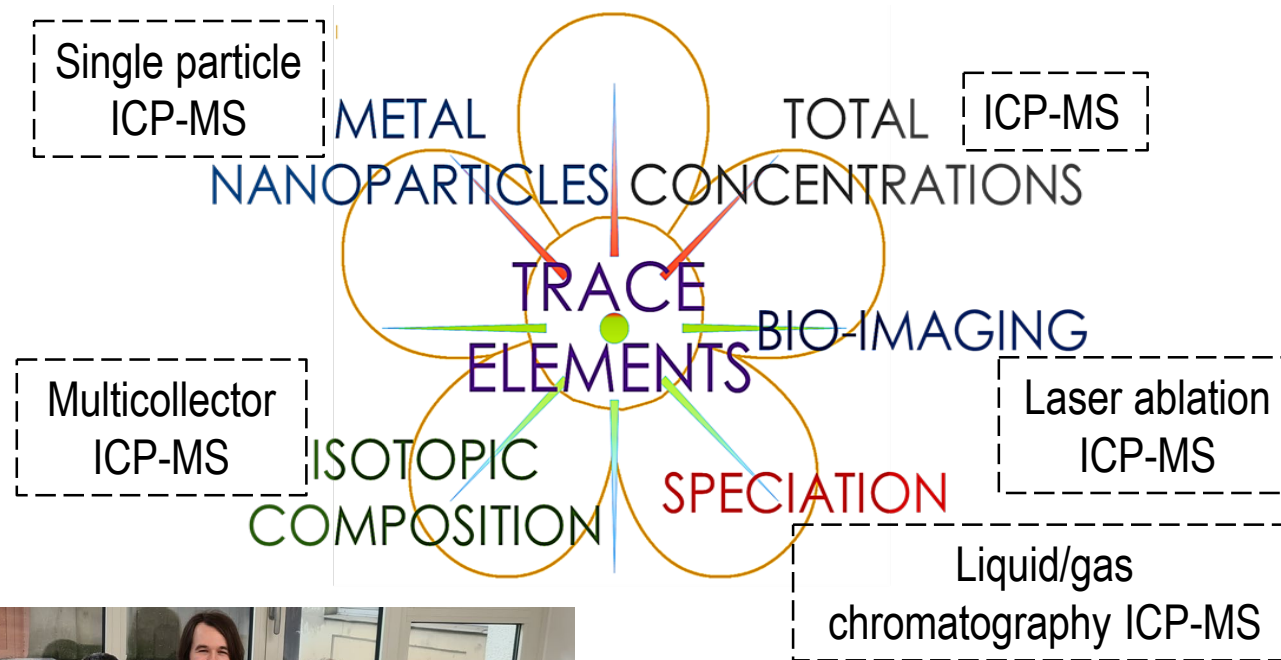 Single particle
ICP-MS
METAL
NANOPARTICLES
TOTAL
CONCENTRATIONS
ICP-MS
TRACE
ELEMENTS
BIO-IMAGING
Laser ablation
ICP-MS
Multicollector
ICP-MS
ISOTOPIC
COMPOSITION
SPECIATION
Liquid/gas
chromatography ICP-MS